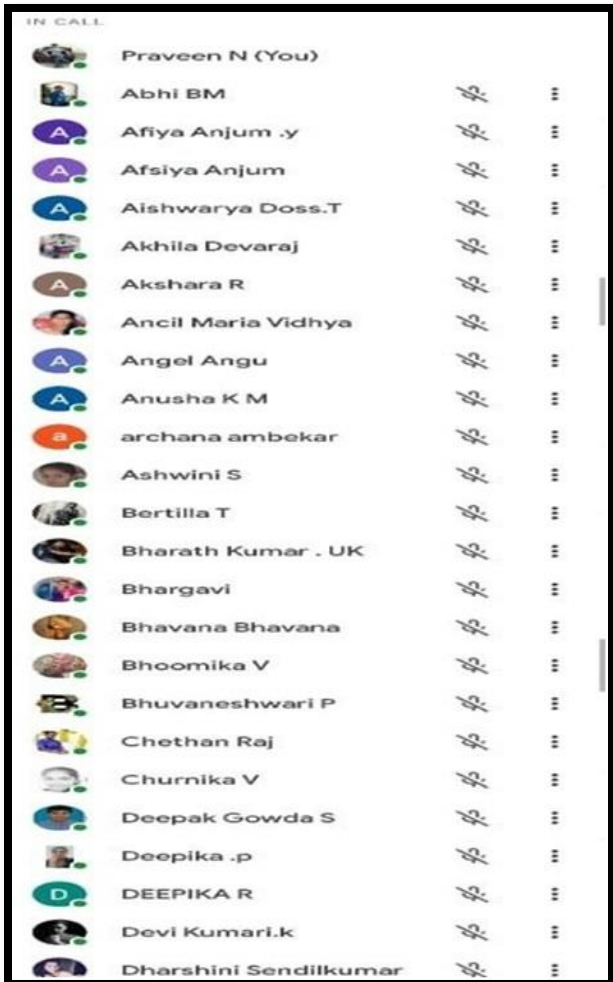 IN CALL
Praveen N (You)
Abhi BM
A Afiya Anjum .y
A Afsiya Anjum
A Aishwarya Doss.T
Akhila Devaraj
A Akshara R
Ancil Maria Vidhya
A Angel Angu
A Anusha K M
a archana ambekar
Ashwini S
Bertilla T
Bharath Kumar . UK
Bhargavi
Bhavana Bhavana
Bhoomika V
B Bhuvaneshwari P
Chethan Raj
Churnika V
Deepak Gowda S
Deepika .p
D DEEPIKA R
Devi Kumari.k
Dharshini Sendilkumar